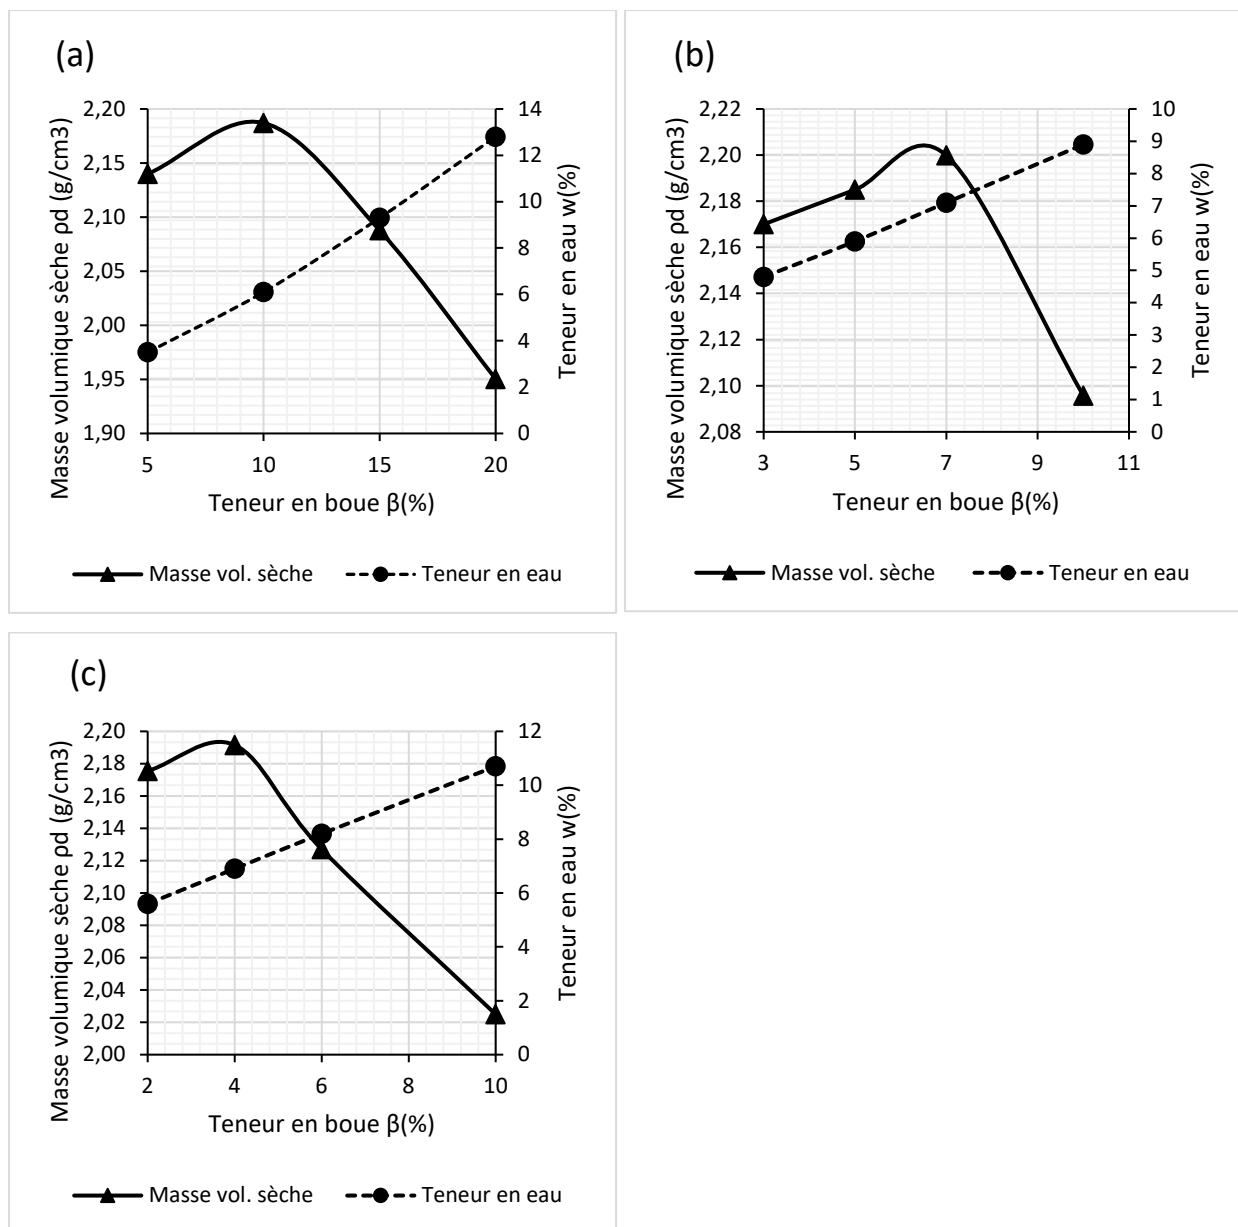 (a)
Masse volumique sèche ρd (g/cm3)
2,20
2,15
2,10
2,05
2,00
1,95
1,90
14
12
10
8
6
4
2
0
Teneur en eau w(%)
5 10 15 20
Teneur en boue β(%)
Masse vol. sèche Teneur en eau
(b)
Masse volumique sèche ρd (g/cm3)
2,22
2,20
2,18
2,16
2,14
2,12
2,10
2,08
10
9
8
7
6
5
4
3
2
1
0
Teneur en eau w(%)
3 5 7 9 11
Teneur en boue β(%)
Masse vol. sèche Teneur en eau
(c)
Masse volumique sèche ρd (g/cm3)
2,20
2,18
2,16
2,14
2,12
2,10
2,08
2,06
2,04
2,02
2,00
12
10
8
6
4
2
0
Teneur en eau w(%)
2 4 6 8 10
Teneur en boue β(%)
Masse vol. sèche Teneur en eau